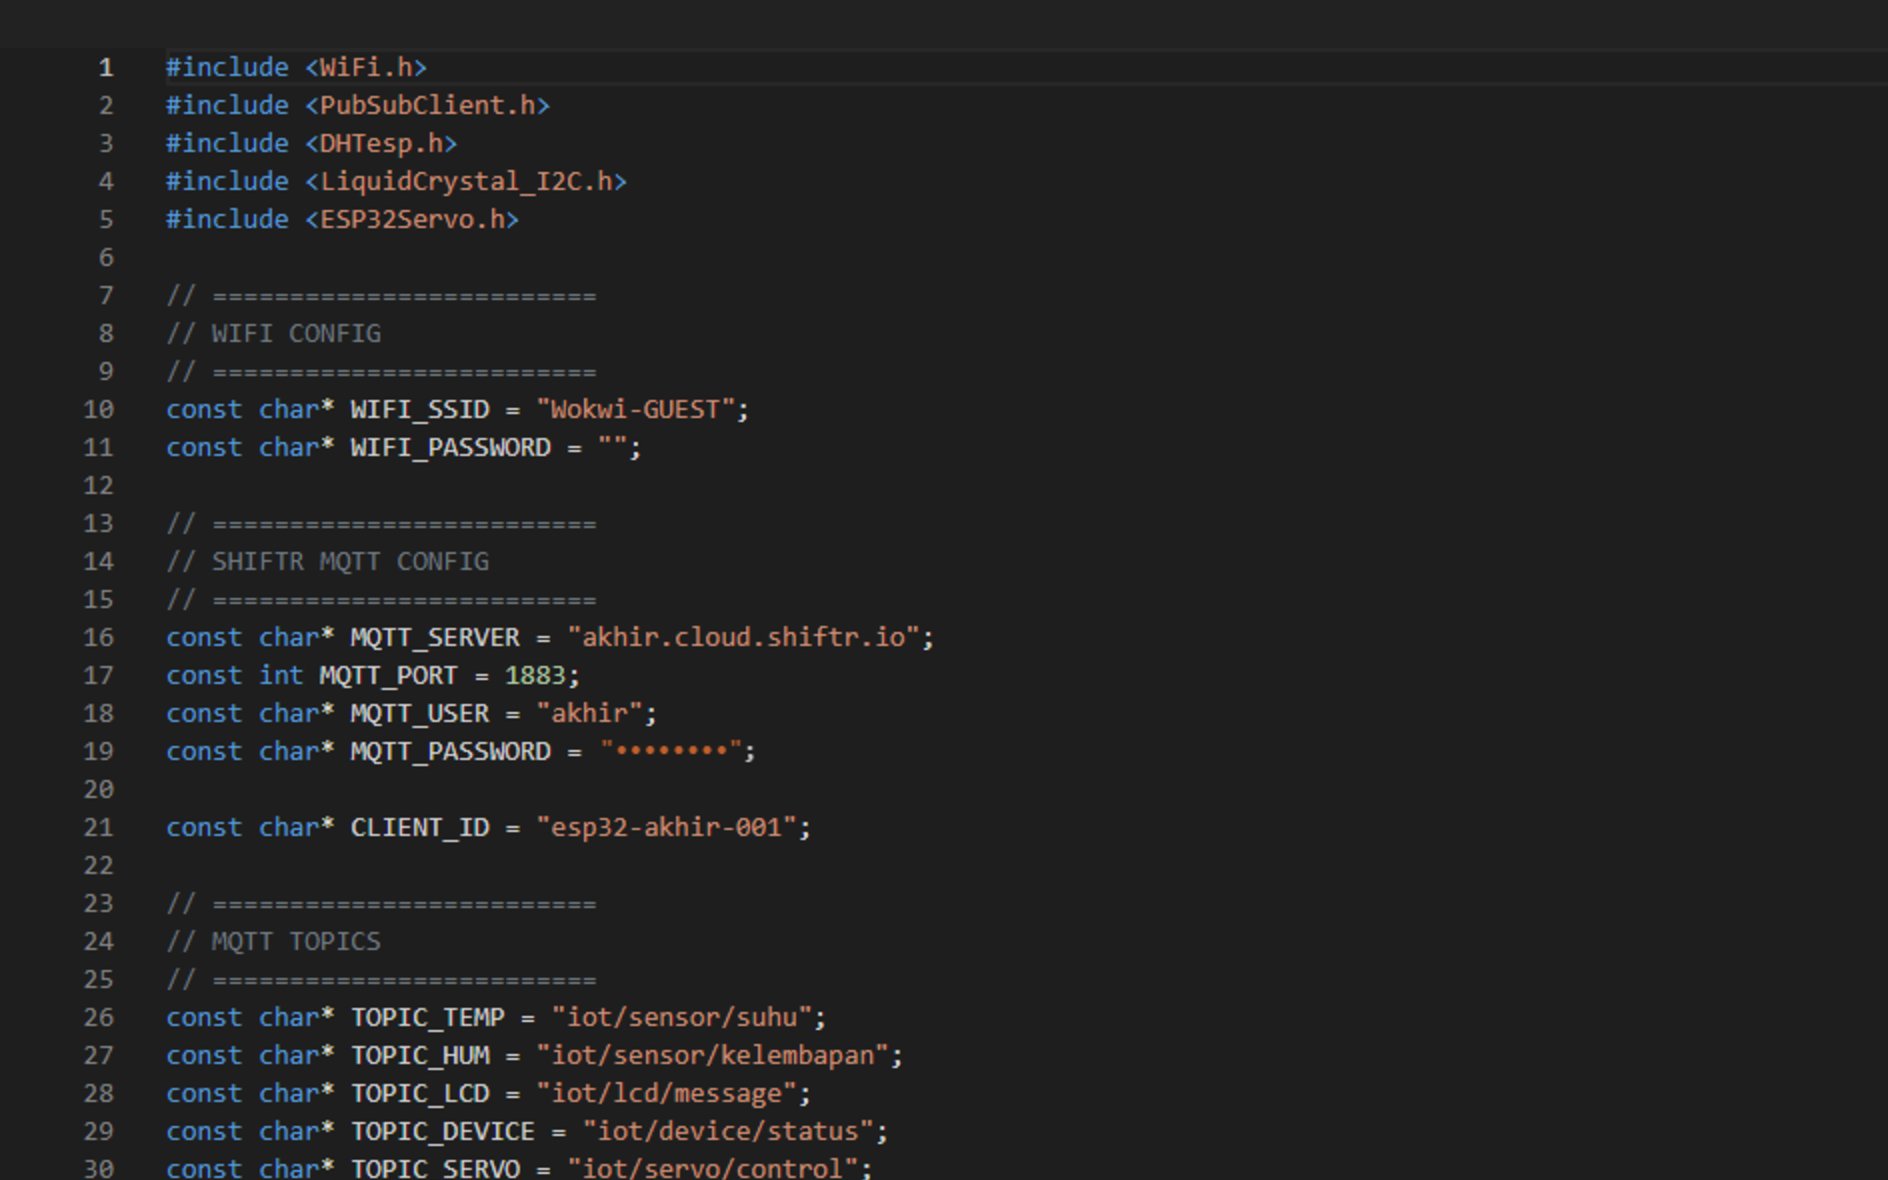 1 #include <WiFi.h>
2 #include <PubSubClient.h>
3 #include <DHTesp.h>
4 #include <LiquidCrystal_I2C.h>
5 #include <ESP32Servo.h>
6
7 // =========================
8 // WIFI CONFIG
9 // =========================
10 const char* WIFI_SSID = "Wokwi-GUEST";
11 const char* WIFI_PASSWORD = "";
12
13 // =========================
14 // SHIFTR MQTT CONFIG
15 // =========================
16 const char* MQTT_SERVER = "akhir.cloud.shiftr.io";
17 const int MQTT_PORT = 1883;
18 const char* MQTT_USER = "akhir";
19 const char* MQTT_PASSWORD = "••••••••";
20
21 const char* CLIENT_ID = "esp32-akhir-001";
22
23 // =========================
24 // MQTT TOPICS
25 // =========================
26 const char* TOPIC_TEMP = "iot/sensor/suhu";
27 const char* TOPIC_HUM = "iot/sensor/kelembapan";
28 const char* TOPIC_LCD = "iot/lcd/message";
29 const char* TOPIC_DEVICE = "iot/device/status";
30 const char* TOPIC_SERVO = "iot/servo/control";